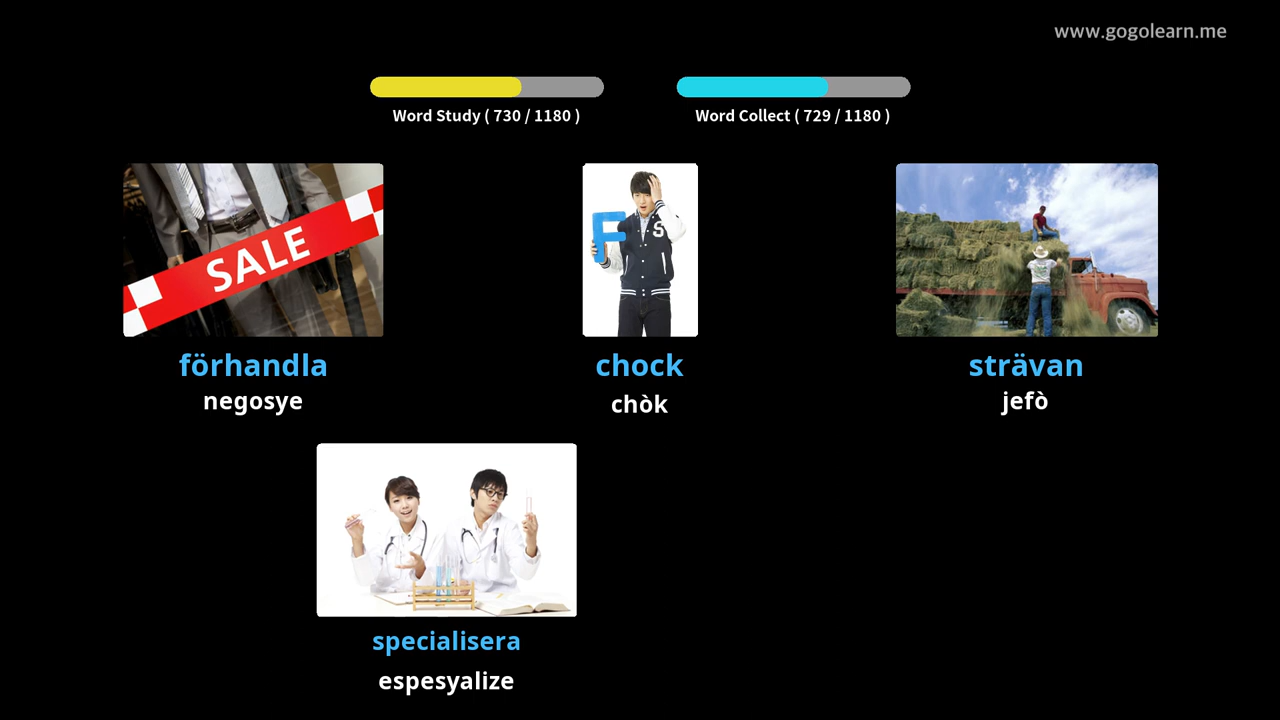 www.gogolearn.me
Word Study ( 730 / 1180 )
Word Collect ( 729 / 1180 )
SALE
F S
förhandla
chock
strävan
negosye
chòk
jefò
specialisera
espesyalize